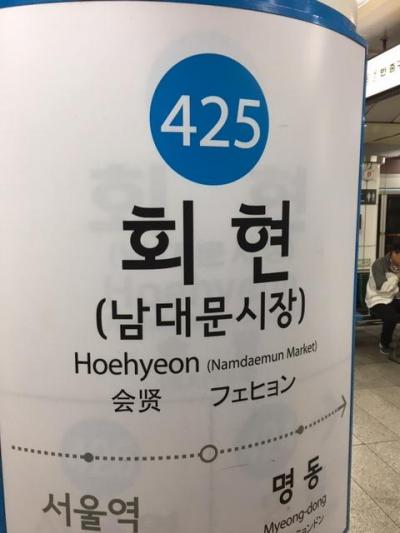 425
회현
(남대문시장)
Hoehyeon (Namdaemun Market)
会贤 フェヒョン
서울역 명동
Myeong-dong